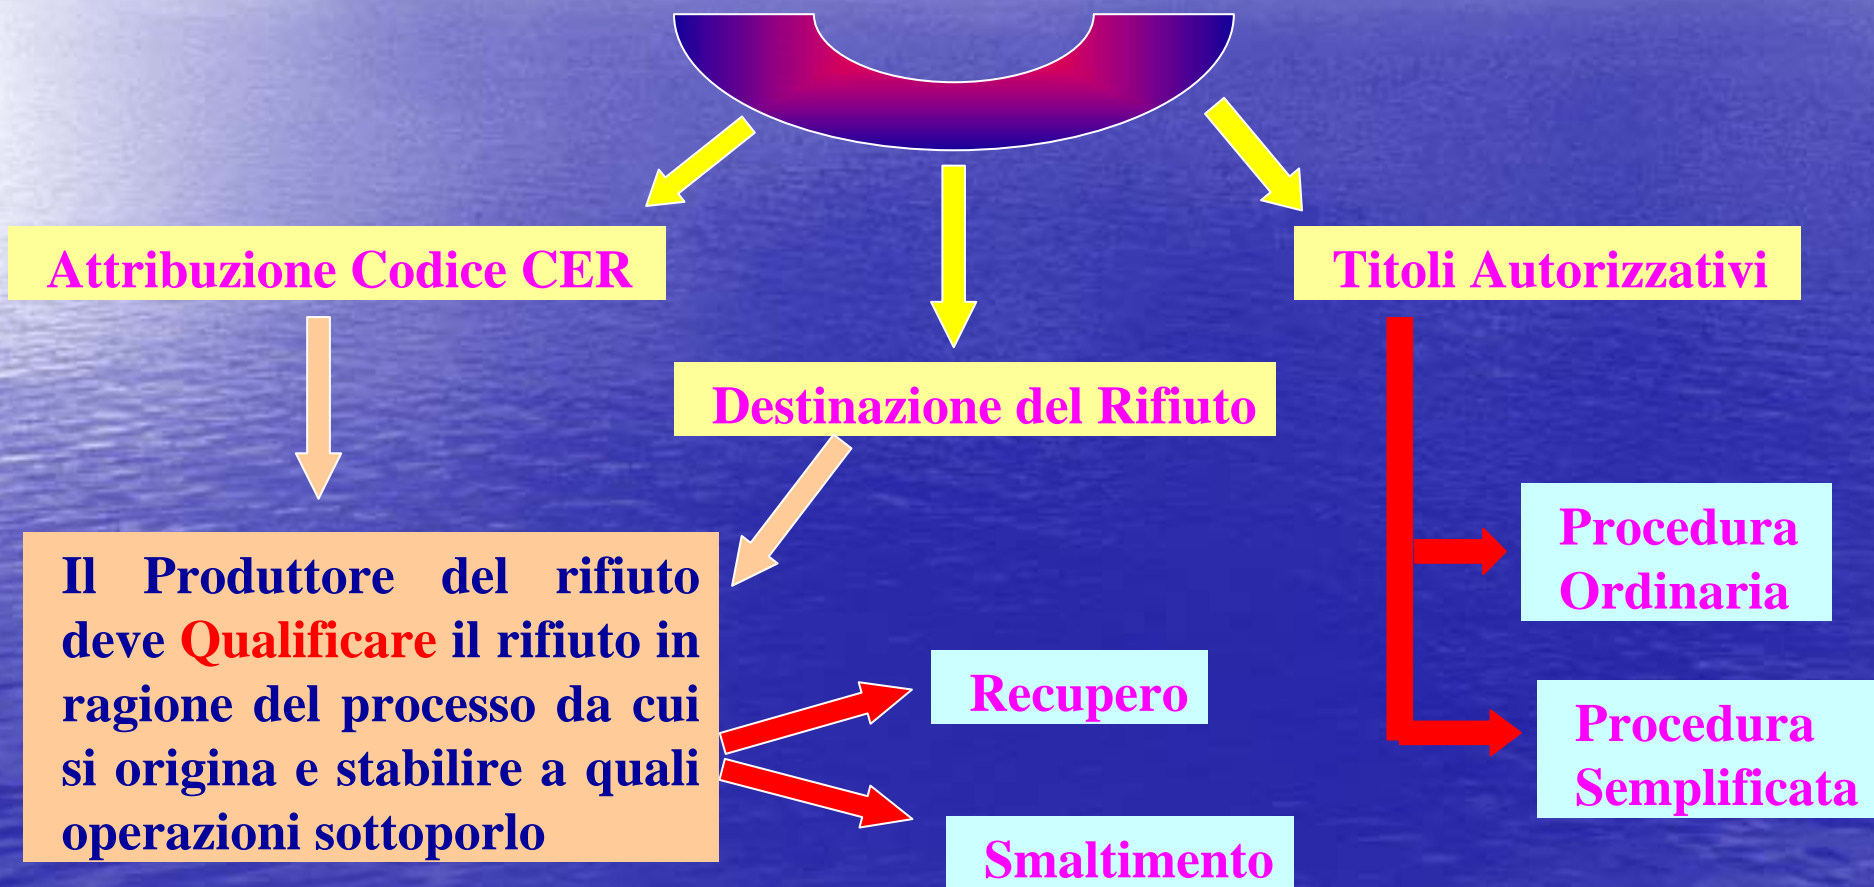 Attribuzione Codice CER
Titoli Autorizzativi
Destinazione del Rifiuto
Il Produttore del rifiuto
deve Qualificare il rifiuto in
ragione del processo da cui
si origina e stabilire a quali
operazioni sottoporlo
Recupero
Smaltimento
Procedura
Ordinaria
Procedura
Semplificata